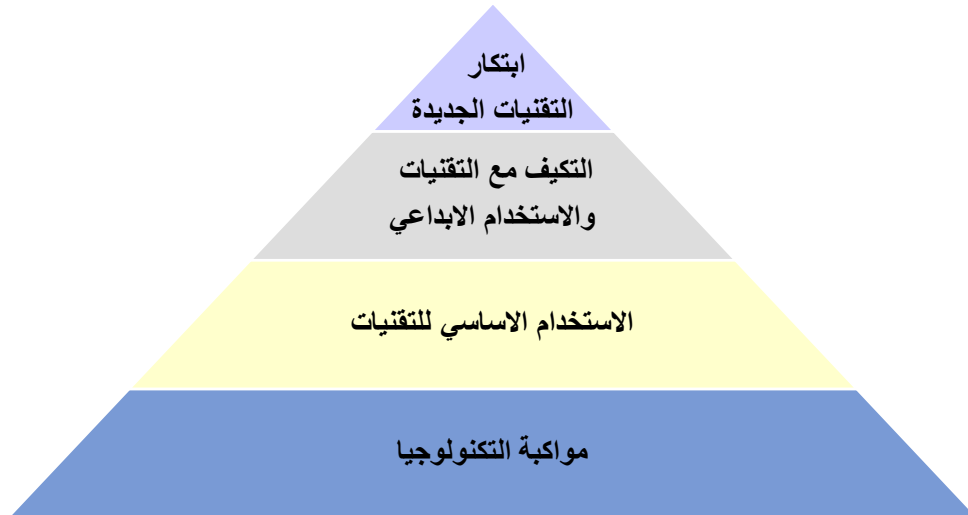 ابتكار
التقنيات الجديدة
التكيف مع التقنيات
والاستخدام الابداعي
الاستخدام الاساسي للتقنيات
مواكبة التكنولوجيا